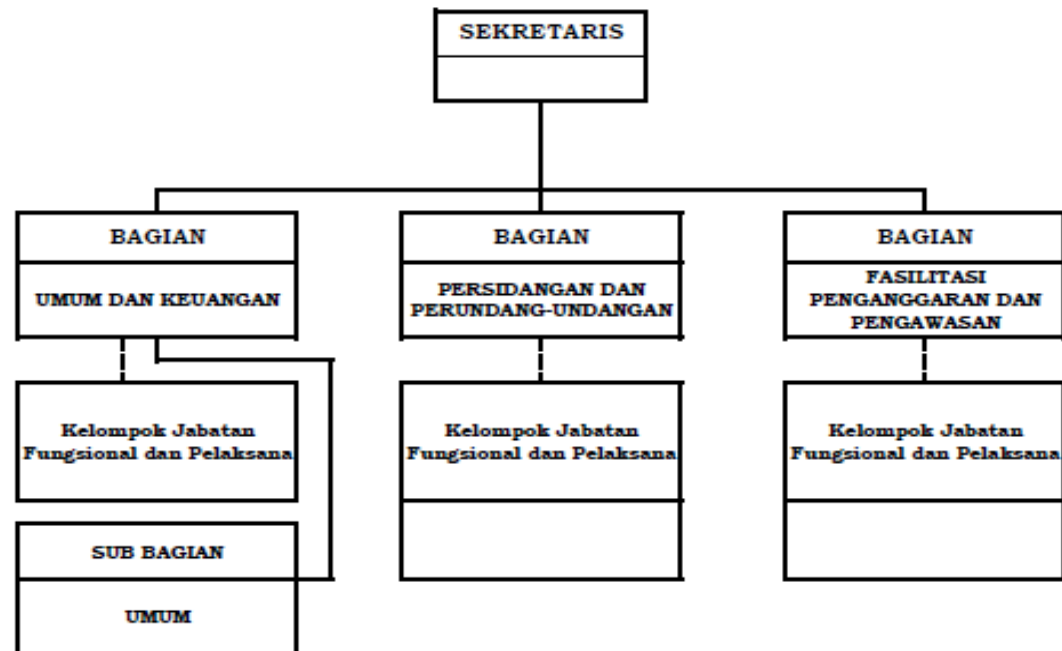 SEKRETARIS
BAGIAN
UMUM DAN KEUANGAN
BAGIAN
PERSIDANGAN DAN
PERUNDANG-UNDANGAN
BAGIAN
FASILITASI
PENGANGGARAN DAN
PENGAWASAN
Kelompok Jabatan
Fungsional dan Pelaksana
Kelompok Jabatan
Fungsional dan Pelaksana
Kelompok Jabatan
Fungsional dan Pelaksana
SUB BAGIAN
UMUM